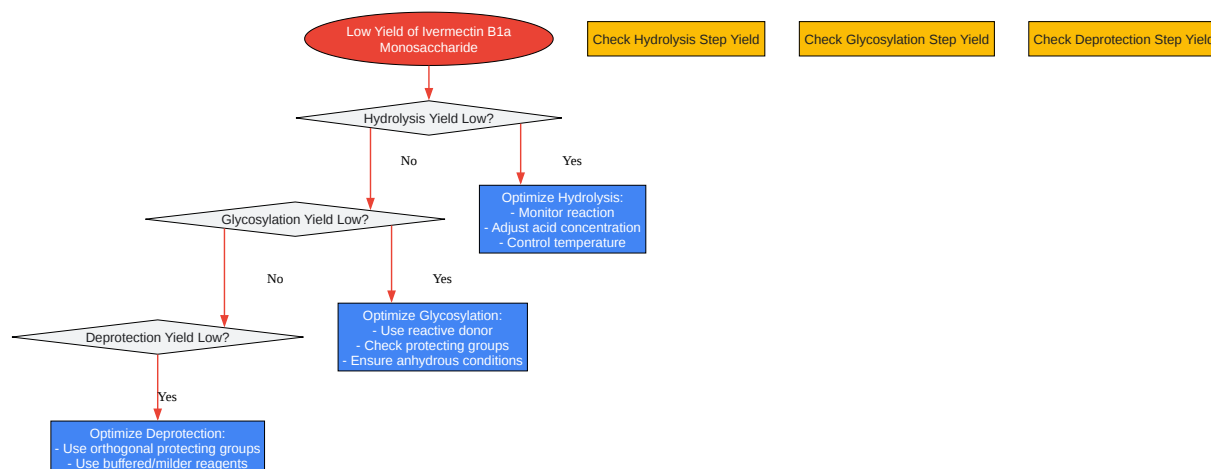 Low Yield of Ivermectin B1a
Monosaccharide
Check Hydrolysis Step Yield
Check Glycosylation Step Yield
Check Deprotection Step Yield
Hydrolysis Yield Low?
No
Yes
Optimize Hydrolysis:
- Monitor reaction
- Adjust acid concentration
- Control temperature
Glycosylation Yield Low?
No
Yes
Optimize Glycosylation:
- Use reactive donor
- Check protecting groups
- Ensure anhydrous conditions
Deprotection Yield Low?
Yes
Optimize Deprotection:
- Use orthogonal protecting groups
- Use buffered/milder reagents